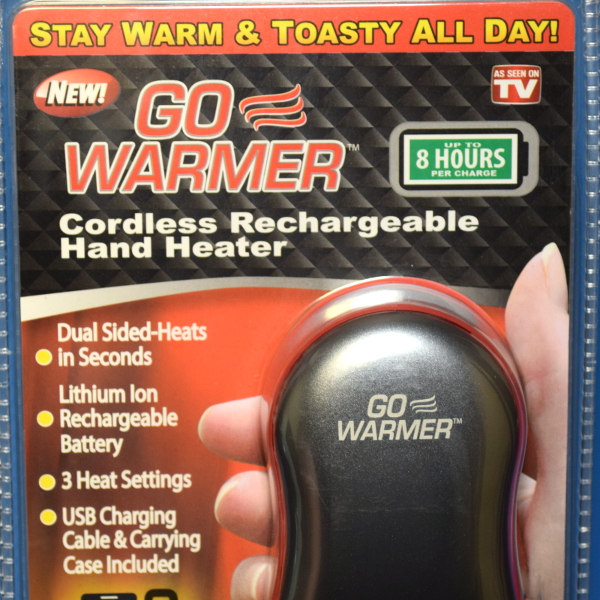 STAY WARM & TOASTY ALL DAY!
NEW!
AS SEEN ON
TV
GO
WARMER™
UP TO
8 HOURS
PER CHARGE
Cordless Rechargeable
Hand Heater
Dual Sided-Heats
in Seconds
Lithium Ion
Rechargeable
Battery
3 Heat Settings
USB Charging
Cable & Carrying
Case Included
GO
WARMER™